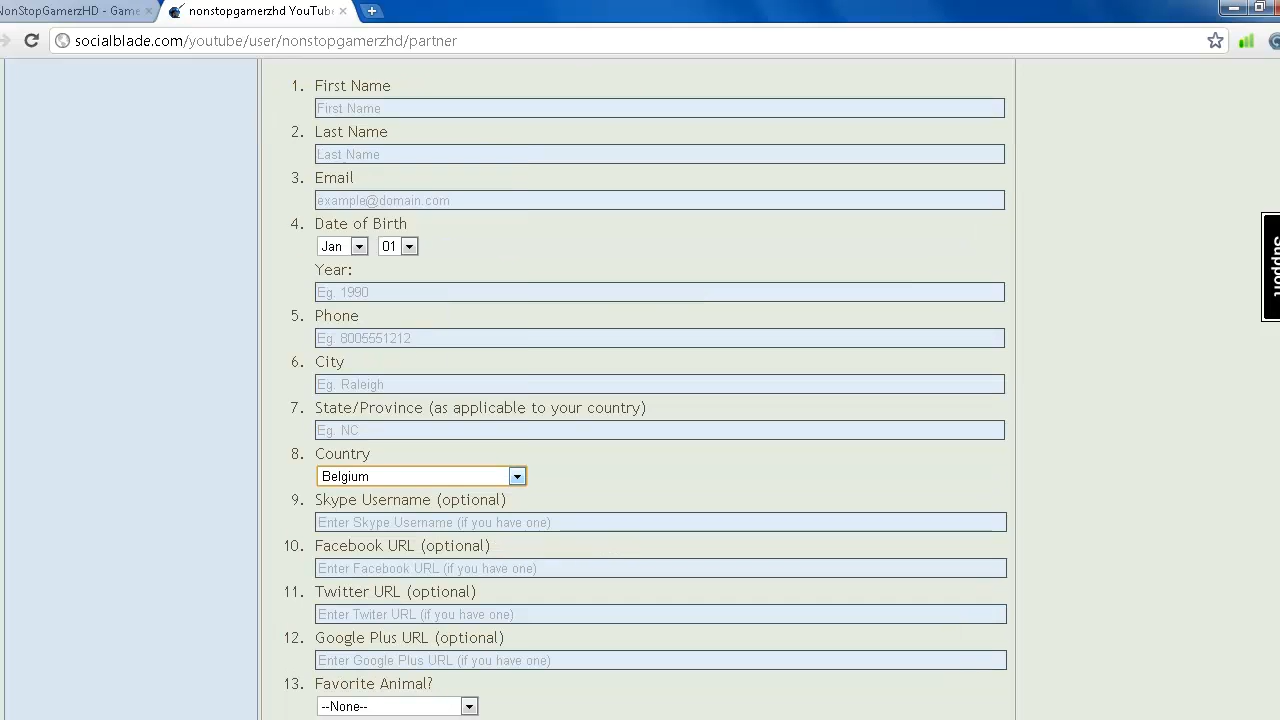 NonStopGamerzHD - Game
nonstopgamerzhd YouTube
socialblade.com/youtube/user/nonstopgamerzhd/partner
1. First Name
First Name
2. Last Name
Last Name
3. Email
example@domain.com
4. Date of Birth
Jan 01
Year:
Eg. 1990
5. Phone
Eg. 8005551212
6. City
Eg. Raleigh
7. State/Province (as applicable to your country)
Eg. NC
8. Country
Belgium
9. Skype Username (optional)
Enter Skype Username (if you have one)
10. Facebook URL (optional)
Enter Facebook URL (if you have one)
11. Twitter URL (optional)
Enter Twiter URL (if you have one)
12. Google Plus URL (optional)
Enter Google Plus URL (if you have one)
13. Favorite Animal?
--None--
Support